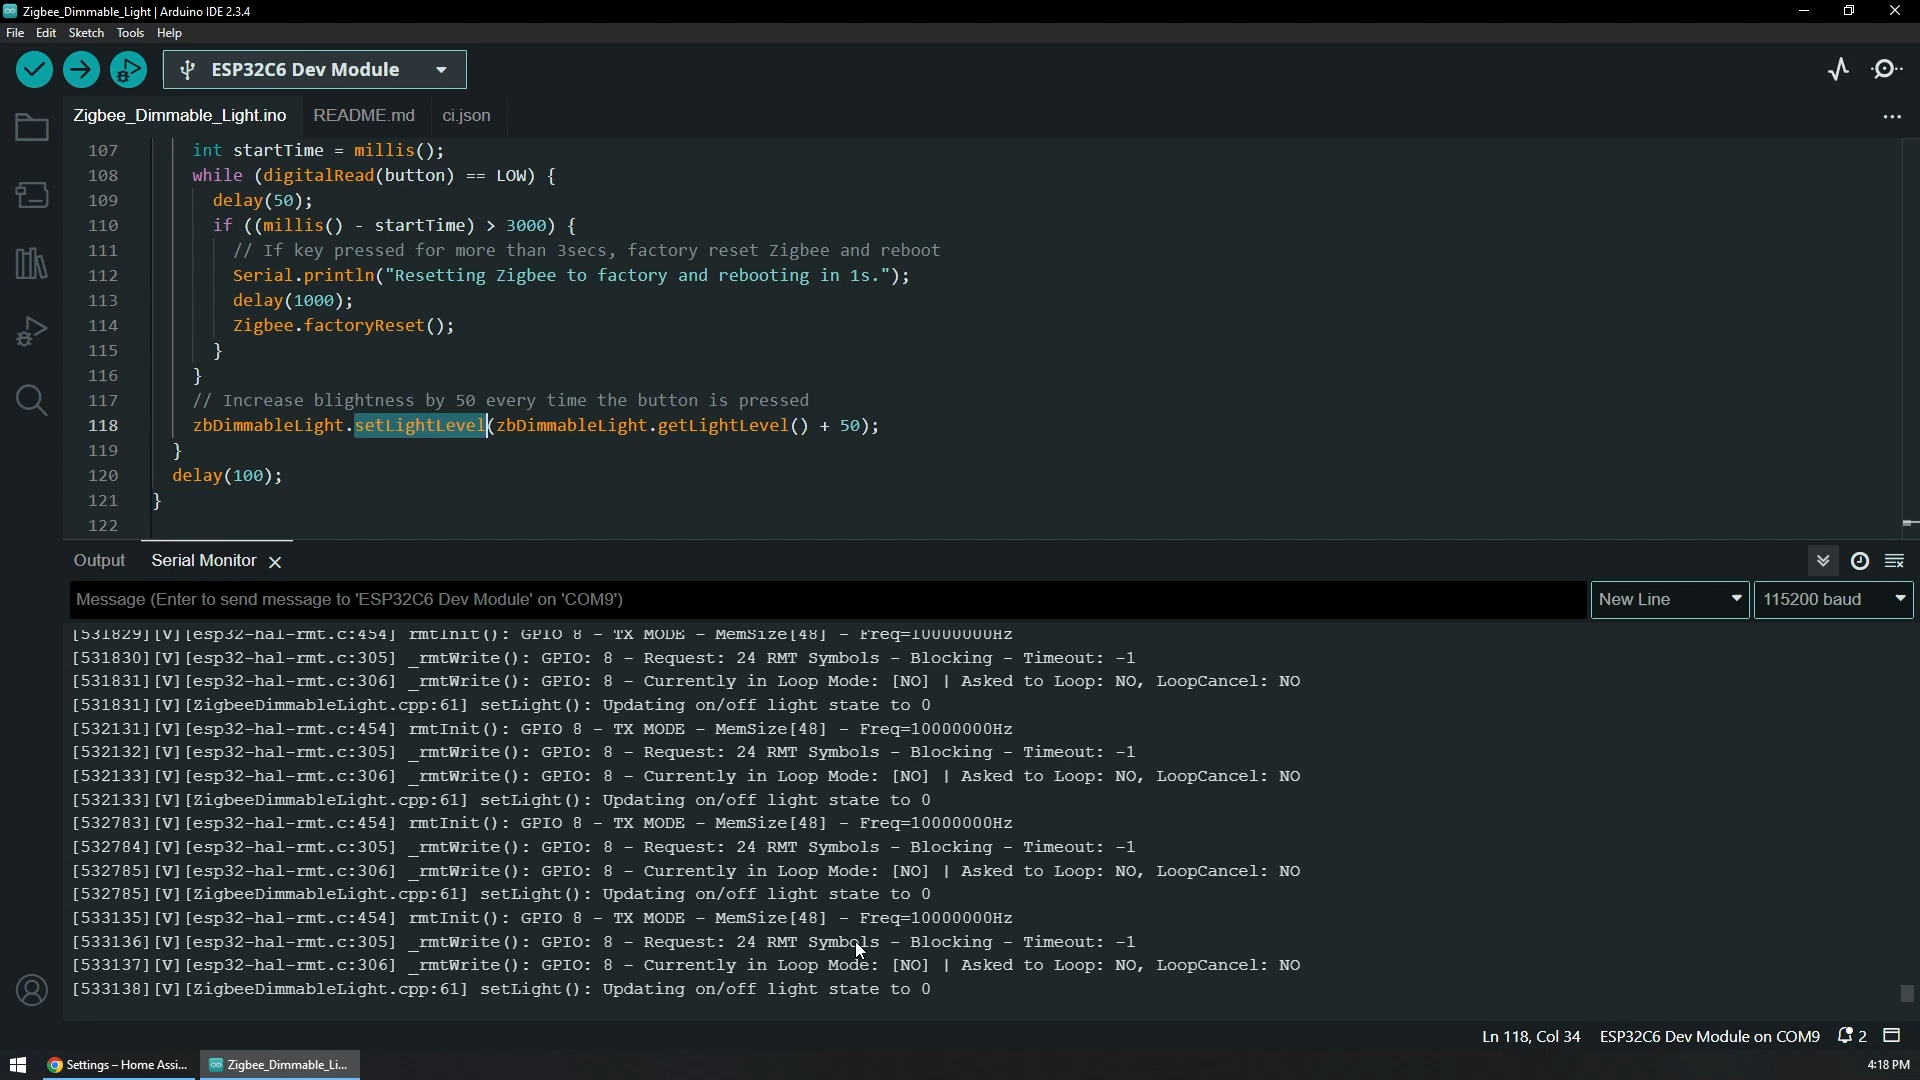 Zigbee_Dimmable_Light | Arduino IDE 2.3.4
File Edit Sketch Tools Help
ESP32C6 Dev Module
Zigbee_Dimmable_Light.ino README.md ci.json
107 int startTime = millis();
108 while (digitalRead(button) == LOW) {
109 delay(50);
110 if ((millis() - startTime) > 3000) {
111 // If key pressed for more than 3secs, factory reset Zigbee and reboot
112 Serial.println("Resetting Zigbee to factory and rebooting in 1s.");
113 delay(1000);
114 Zigbee.factoryReset();
115 }
116 }
117 // Increase blightness by 50 every time the button is pressed
118 zbDimmableLight.setLightLevel(zbDimmableLight.getLightLevel() + 50);
119 }
120 delay(100);
121 }
122
Output Serial Monitor
Message (Enter to send message to 'ESP32C6 Dev Module' on 'COM9') New Line 115200 baud
[531829][V][esp32-hal-rmt.c:454] rmtInit(): GPIO 8 - TX MODE - MemSize[48] - Freq=10000000Hz
[531830][V][esp32-hal-rmt.c:305] _rmtWrite(): GPIO: 8 - Request: 24 RMT Symbols - Blocking - Timeout: -1
[531831][V][esp32-hal-rmt.c:306] _rmtWrite(): GPIO: 8 - Currently in Loop Mode: [NO] | Asked to Loop: NO, LoopCancel: NO
[531831][V][ZigbeeDimmableLight.cpp:61] setLight(): Updating on/off light state to 0
[532131][V][esp32-hal-rmt.c:454] rmtInit(): GPIO 8 - TX MODE - MemSize[48] - Freq=10000000Hz
[532132][V][esp32-hal-rmt.c:305] _rmtWrite(): GPIO: 8 - Request: 24 RMT Symbols - Blocking - Timeout: -1
[532133][V][esp32-hal-rmt.c:306] _rmtWrite(): GPIO: 8 - Currently in Loop Mode: [NO] | Asked to Loop: NO, LoopCancel: NO
[532133][V][ZigbeeDimmableLight.cpp:61] setLight(): Updating on/off light state to 0
[532783][V][esp32-hal-rmt.c:454] rmtInit(): GPIO 8 - TX MODE - MemSize[48] - Freq=10000000Hz
[532784][V][esp32-hal-rmt.c:305] _rmtWrite(): GPIO: 8 - Request: 24 RMT Symbols - Blocking - Timeout: -1
[532785][V][esp32-hal-rmt.c:306] _rmtWrite(): GPIO: 8 - Currently in Loop Mode: [NO] | Asked to Loop: NO, LoopCancel: NO
[532785][V][ZigbeeDimmableLight.cpp:61] setLight(): Updating on/off light state to 0
[533135][V][esp32-hal-rmt.c:454] rmtInit(): GPIO 8 - TX MODE - MemSize[48] - Freq=10000000Hz
[533136][V][esp32-hal-rmt.c:305] _rmtWrite(): GPIO: 8 - Request: 24 RMT Symbols - Blocking - Timeout: -1
[533137][V][esp32-hal-rmt.c:306] _rmtWrite(): GPIO: 8 - Currently in Loop Mode: [NO] | Asked to Loop: NO, LoopCancel: NO
[533138][V][ZigbeeDimmableLight.cpp:61] setLight(): Updating on/off light state to 0
Ln 118, Col 34 ESP32C6 Dev Module on COM9 2
Settings – Home Assi... Zigbee_Dimmable_Li... 4:18 PM